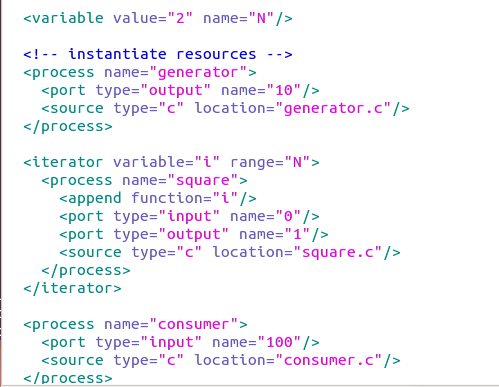 <variable value="2" name="N"/>
<!-- instantiate resources -->
<process name="generator">
<port type="output" name="10"/>
<source type="c" location="generator.c"/>
</process>
<iterator variable="i" range="N">
<process name="square">
<append function="i"/>
<port type="input" name="0"/>
<port type="output" name="1"/>
<source type="c" location="square.c"/>
</process>
</iterator>
<process name="consumer">
<port type="input" name="100"/>
<source type="c" location="consumer.c"/>
</process>